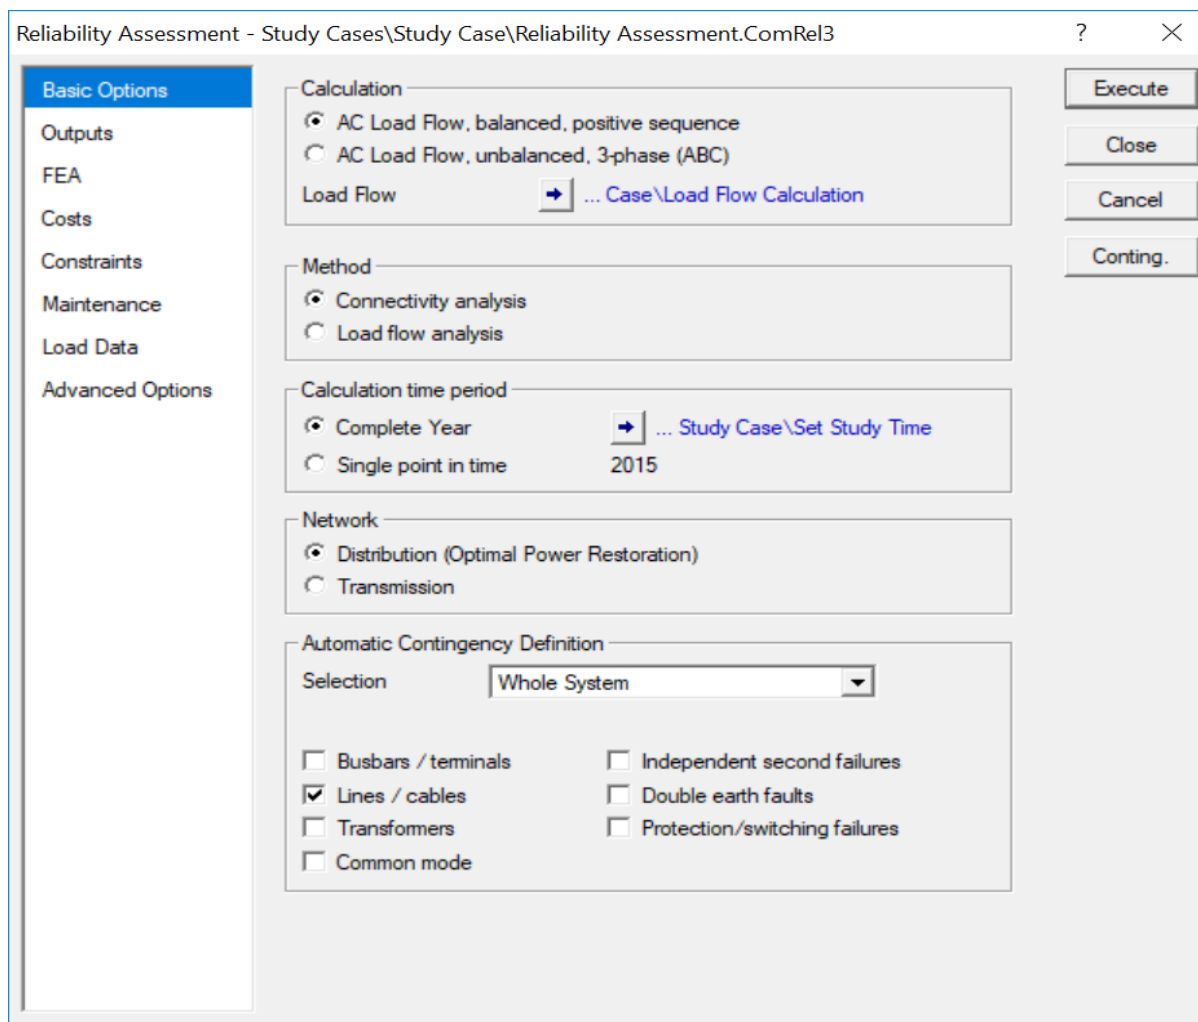 Reliability Assessment - Study Cases\Study Case\Reliability Assessment.ComRel3 ?
Basic Options
Outputs
FEA
Costs
Constraints
Maintenance
Load Data
Advanced Options
Calculation
AC Load Flow, balanced, positive sequence
AC Load Flow, unbalanced, 3-phase (ABC)
Load Flow ... Case\Load Flow Calculation
Method
Connectivity analysis
Load flow analysis
Calculation time period
Complete Year ... Study Case\Set Study Time
Single point in time 2015
Network
Distribution (Optimal Power Restoration)
Transmission
Automatic Contingency Definition
Selection Whole System
Busbars / terminals Independent second failures
Lines / cables Double earth faults
Transformers Protection/switching failures
Common mode
Execute
Close
Cancel
Conting.